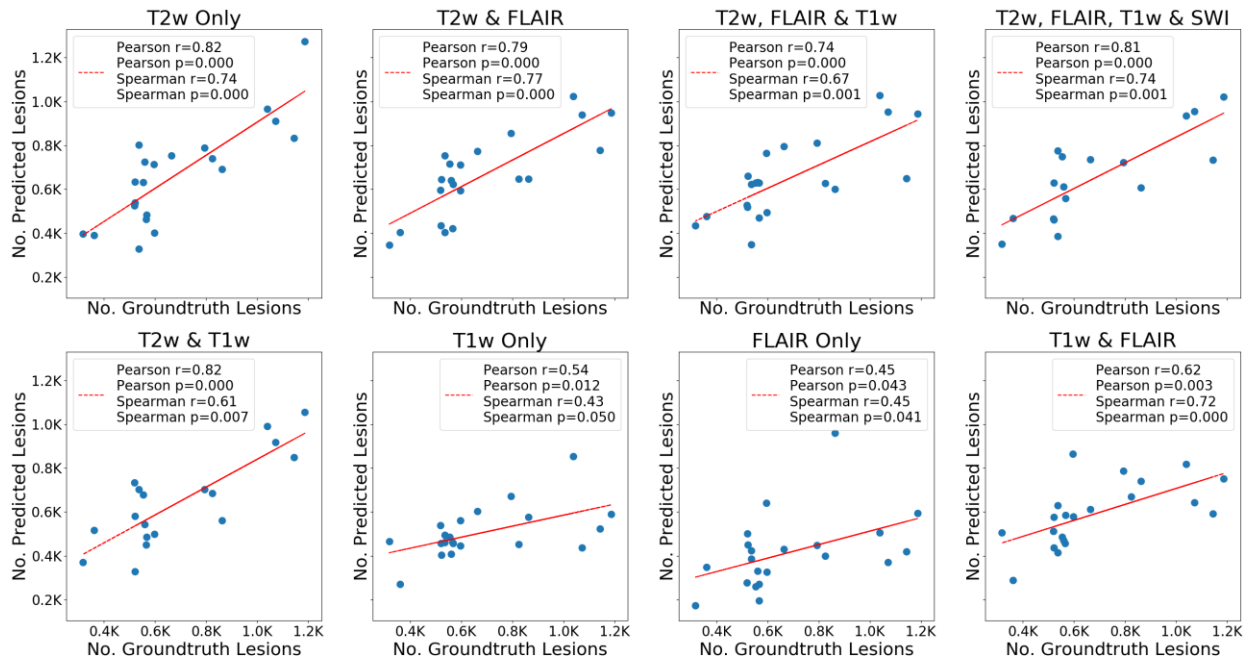 T2w Only
Pearson r=0.82
Pearson p=0.000
Spearman r=0.74
Spearman p=0.000
1.2K
1.0K
0.8K
0.6K
0.4K
0.2K
No. Predicted Lesions
No. Groundtruth Lesions
T2w & FLAIR
Pearson r=0.79
Pearson p=0.000
Spearman r=0.77
Spearman p=0.000
No. Predicted Lesions
No. Groundtruth Lesions
T2w, FLAIR & T1w
Pearson r=0.74
Pearson p=0.000
Spearman r=0.67
Spearman p=0.001
No. Predicted Lesions
No. Groundtruth Lesions
T2w, FLAIR, T1w & SWI
Pearson r=0.81
Pearson p=0.000
Spearman r=0.74
Spearman p=0.001
No. Predicted Lesions
No. Groundtruth Lesions
T2w & T1w
Pearson r=0.82
Pearson p=0.000
Spearman r=0.61
Spearman p=0.007
1.2K
1.0K
0.8K
0.6K
0.4K
0.2K
No. Predicted Lesions
0.4K 0.6K 0.8K 1.0K 1.2K
No. Groundtruth Lesions
T1w Only
Pearson r=0.54
Pearson p=0.012
Spearman r=0.43
Spearman p=0.050
No. Predicted Lesions
0.4K 0.6K 0.8K 1.0K 1.2K
No. Groundtruth Lesions
FLAIR Only
Pearson r=0.45
Pearson p=0.043
Spearman r=0.45
Spearman p=0.041
No. Predicted Lesions
0.4K 0.6K 0.8K 1.0K 1.2K
No. Groundtruth Lesions
T1w & FLAIR
Pearson r=0.62
Pearson p=0.003
Spearman r=0.72
Spearman p=0.000
No. Predicted Lesions
0.4K 0.6K 0.8K 1.0K 1.2K
No. Groundtruth Lesions